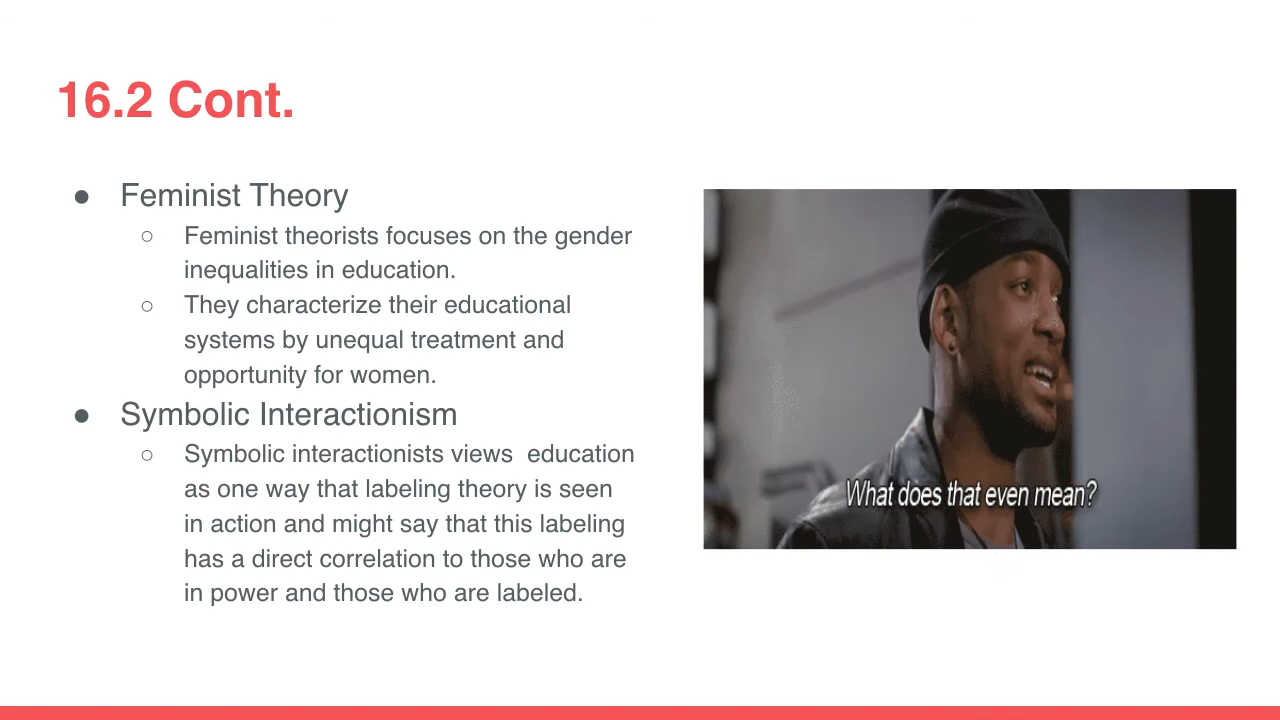 16.2 Cont.
● Feminist Theory
○ Feminist theorists focuses on the gender
inequalities in education.
○ They characterize their educational
systems by unequal treatment and
opportunity for women.
● Symbolic Interactionism
○ Symbolic interactionists views  education
as one way that labeling theory is seen
in action and might say that this labeling
has a direct correlation to those who are
in power and those who are labeled.
What does that even mean?